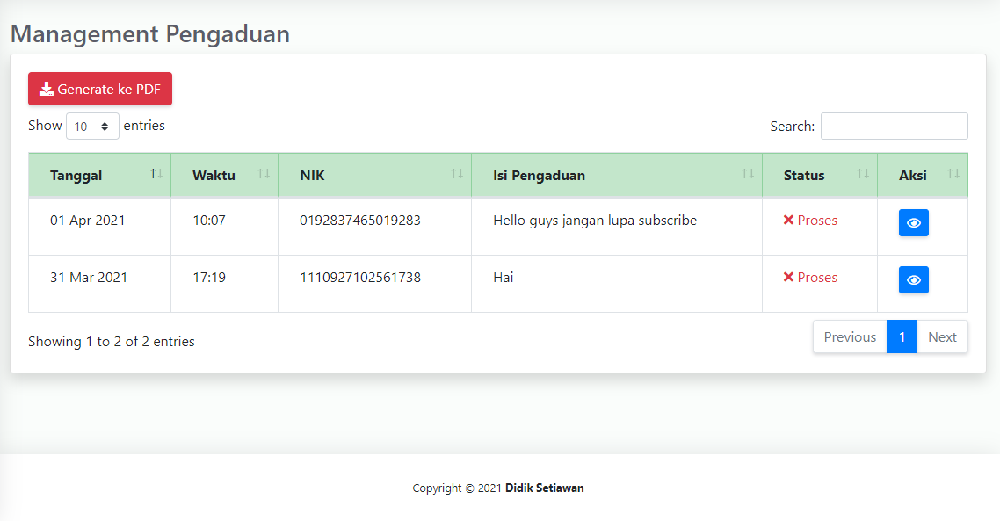 Management Pengaduan
Generate ke PDF
Show 10 entries Search:
Tanggal Waktu NIK Isi Pengaduan Status Aksi
01 Apr 2021 10:07 0192837465019283 Hello guys jangan lupa subscribe Proses
31 Mar 2021 17:19 1110927102561738 Hai Proses
Showing 1 to 2 of 2 entries Previous 1 Next
Copyright © 2021 Didik Setiawan